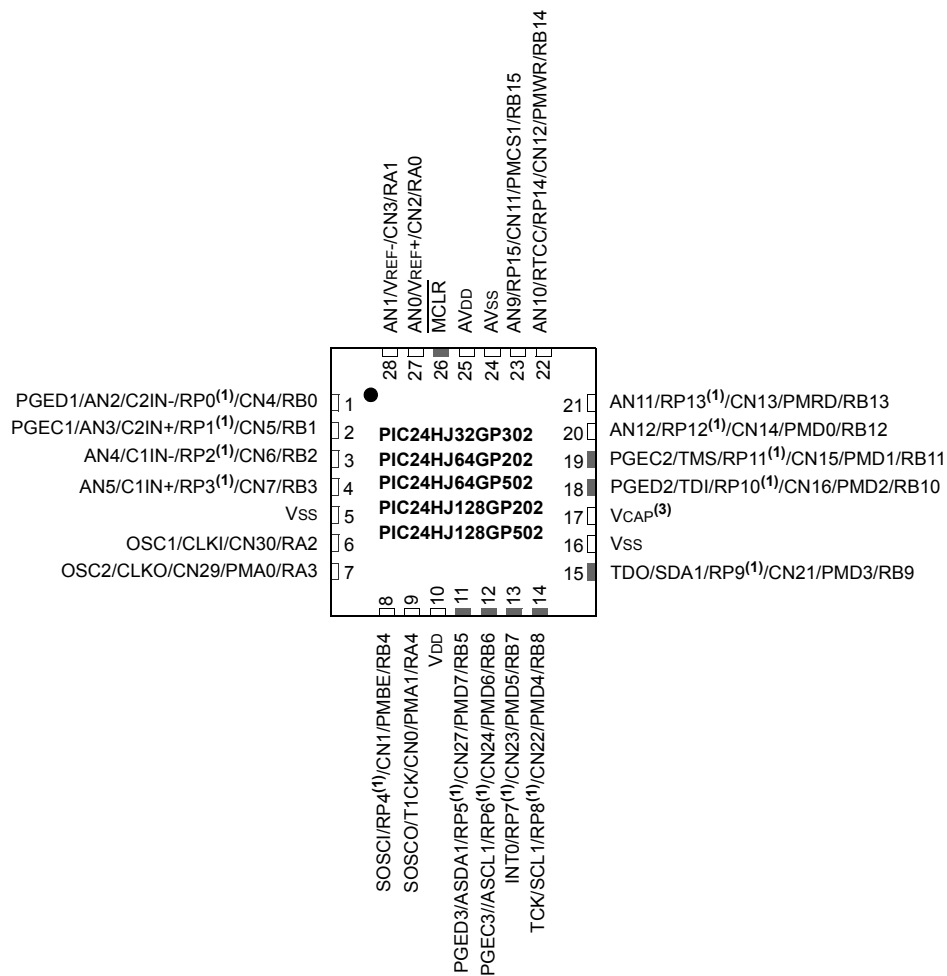 AN1/VREF-/CN3/RA1
AN0/VREF+/CN2/RA0
MCLR
AVDD
AVSS
AN9/RP15/CN11/PMCS1/RB15
AN10/RTCC/RP14/CN12/PMWR/RB14
28
27
26
25
24
23
22
PGED1/AN2/C2IN-/RP0(1)/CN4/RB0
1
PGEC1/AN3/C2IN+/RP1(1)/CN5/RB1
2
AN4/C1IN-/RP2(1)/CN6/RB2
3
AN5/C1IN+/RP3(1)/CN7/RB3
4
VSS
5
OSC1/CLKI/CN30/RA2
6
OSC2/CLKO/CN29/PMA0/RA3
7
PIC24HJ32GP302
PIC24HJ64GP202
PIC24HJ64GP502
PIC24HJ128GP202
PIC24HJ128GP502
21
AN11/RP13(1)/CN13/PMRD/RB13
20
AN12/RP12(1)/CN14/PMD0/RB12
19
PGEC2/TMS/RP11(1)/CN15/PMD1/RB11
18
PGED2/TDI/RP10(1)/CN16/PMD2/RB10
17
VCAP(3)
16
VSS
15
TDO/SDA1/RP9(1)/CN21/PMD3/RB9
8
9
10
11
12
13
14
SOSCI/RP4(1)/CN1/PMBE/RB4
SOSCO/T1CK/CN0/PMA1/RA4
VDD
PGED3/ASDA1/RP5(1)/CN27/PMD7/RB5
PGEC3//ASCL1/RP6(1)/CN24/PMD6/RB6
INT0/RP7(1)/CN23/PMD5/RB7
TCK/SCL1/RP8(1)/CN22/PMD4/RB8